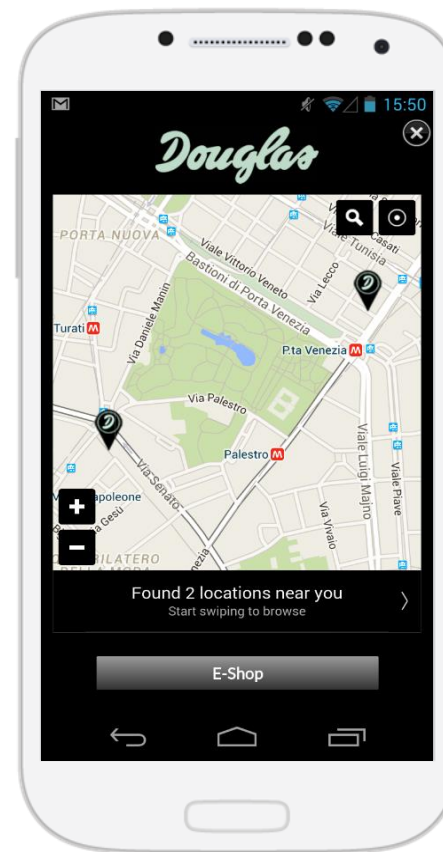 15:50
Douglas
PORTA NUOVA
Viale Vittorio Veneto
Bastioni di Porta Venezia
Via Lecco
Viale Tunisia
Casati
Via Daniele Manin
Turati M
P.ta Venezia M
Via Palestro
Palestro M
Via Senato
Viale Luigi Majno
Viale Piave
Via Vivaio
Gesù
Found 2 locations near you
Start swiping to browse
E-Shop